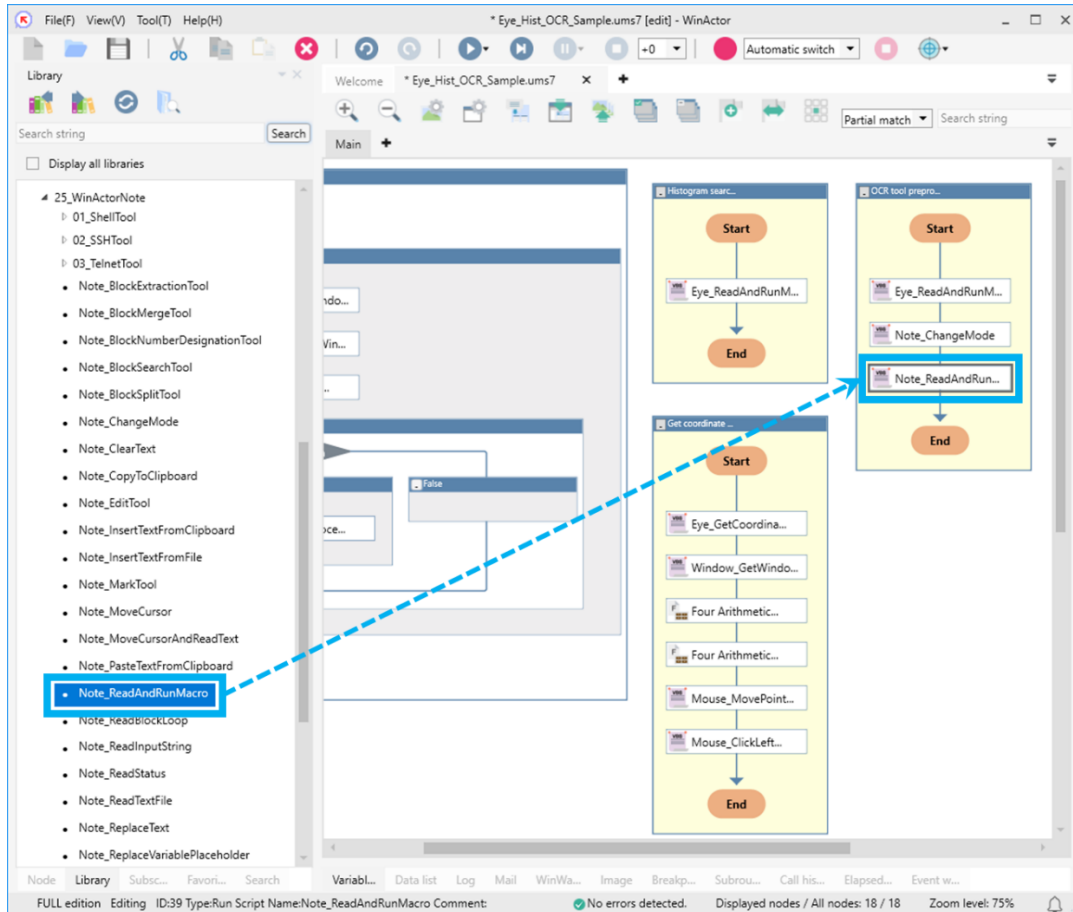 File(F) View(V) Tool(T) Help(H)
* Eye_Hist_OCR_Sample.ums7 [edit] - WinActor
+0
Automatic switch
Library
Welcome
* Eye_Hist_OCR_Sample.ums7
Search string
Search
Partial match
Search string
Display all libraries
Main
25_WinActorNote
01_ShellTool
02_SSHTool
03_TelnetTool
Note_BlockExtractionTool
Note_BlockMergeTool
Note_BlockNumberDesignationTool
Note_BlockSearchTool
Note_BlockSplitTool
Note_ChangeMode
Note_ClearText
Note_CopyToClipboard
Note_EditTool
Note_InsertTextFromClipboard
Note_InsertTextFromFile
Note_MarkTool
Note_MoveCursor
Note_MoveCursorAndReadText
Note_PasteTextFromClipboard
Note_ReadAndRunMacro
Note_ReadBlockLoop
Note_ReadInputString
Note_ReadStatus
Note_ReadTextFile
Note_ReplaceText
Note_ReplaceVariablePlaceholder
ndo...
Vin...
..
False
oce...
Histogram searc...
Start
Eye_ReadAndRunM...
End
Get coordinate ...
Start
Eye_GetCoordina...
Window_GetWindo...
Four Arithmetic...
Four Arithmetic...
Mouse_MovePoint...
Mouse_ClickLeft...
End
OCR tool prepro...
Start
Eye_ReadAndRunM...
Note_ChangeMode
Note_ReadAndRun...
End
Node Library Subsc... Favori... Search
Variabl... Data list Log Mail WinWa... Image Breakp... Subrou... Call his... Elapsed... Event w...
FULL edition Editing ID:39 Type:Run Script Name:Note_ReadAndRunMacro Comment:
No errors detected.
Displayed nodes / All nodes: 18 / 18
Zoom level: 75%